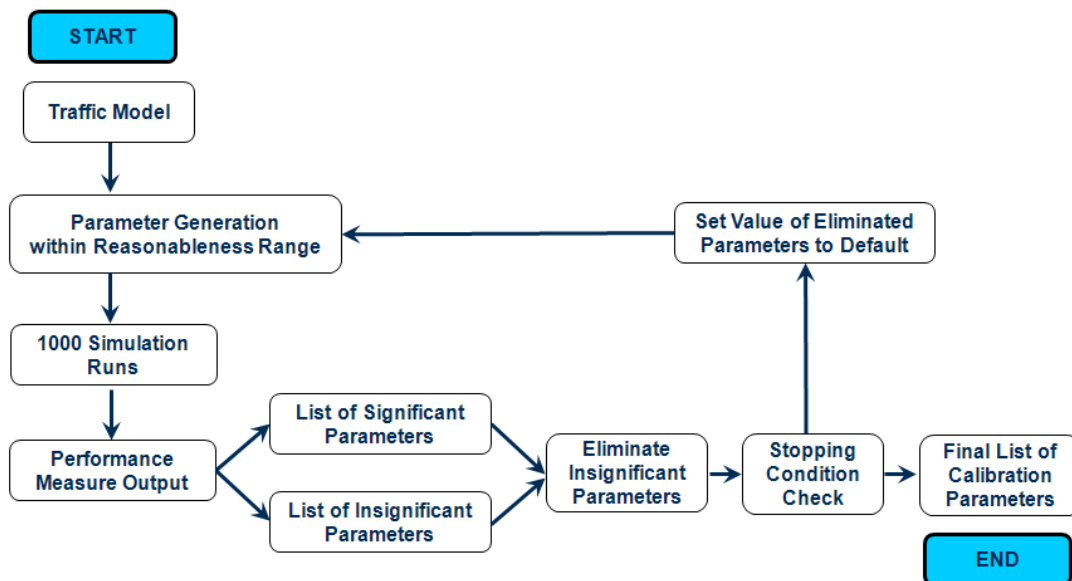 START
Traffic Model
Parameter Generation
within Reasonableness Range
Set Value of Eliminated
Parameters to Default
1000 Simulation
Runs
Performance
Measure Output
List of Significant
Parameters
List of Insignificant
Parameters
Eliminate
Insignificant
Parameters
Stopping
Condition
Check
Final List of
Calibration
Parameters
END